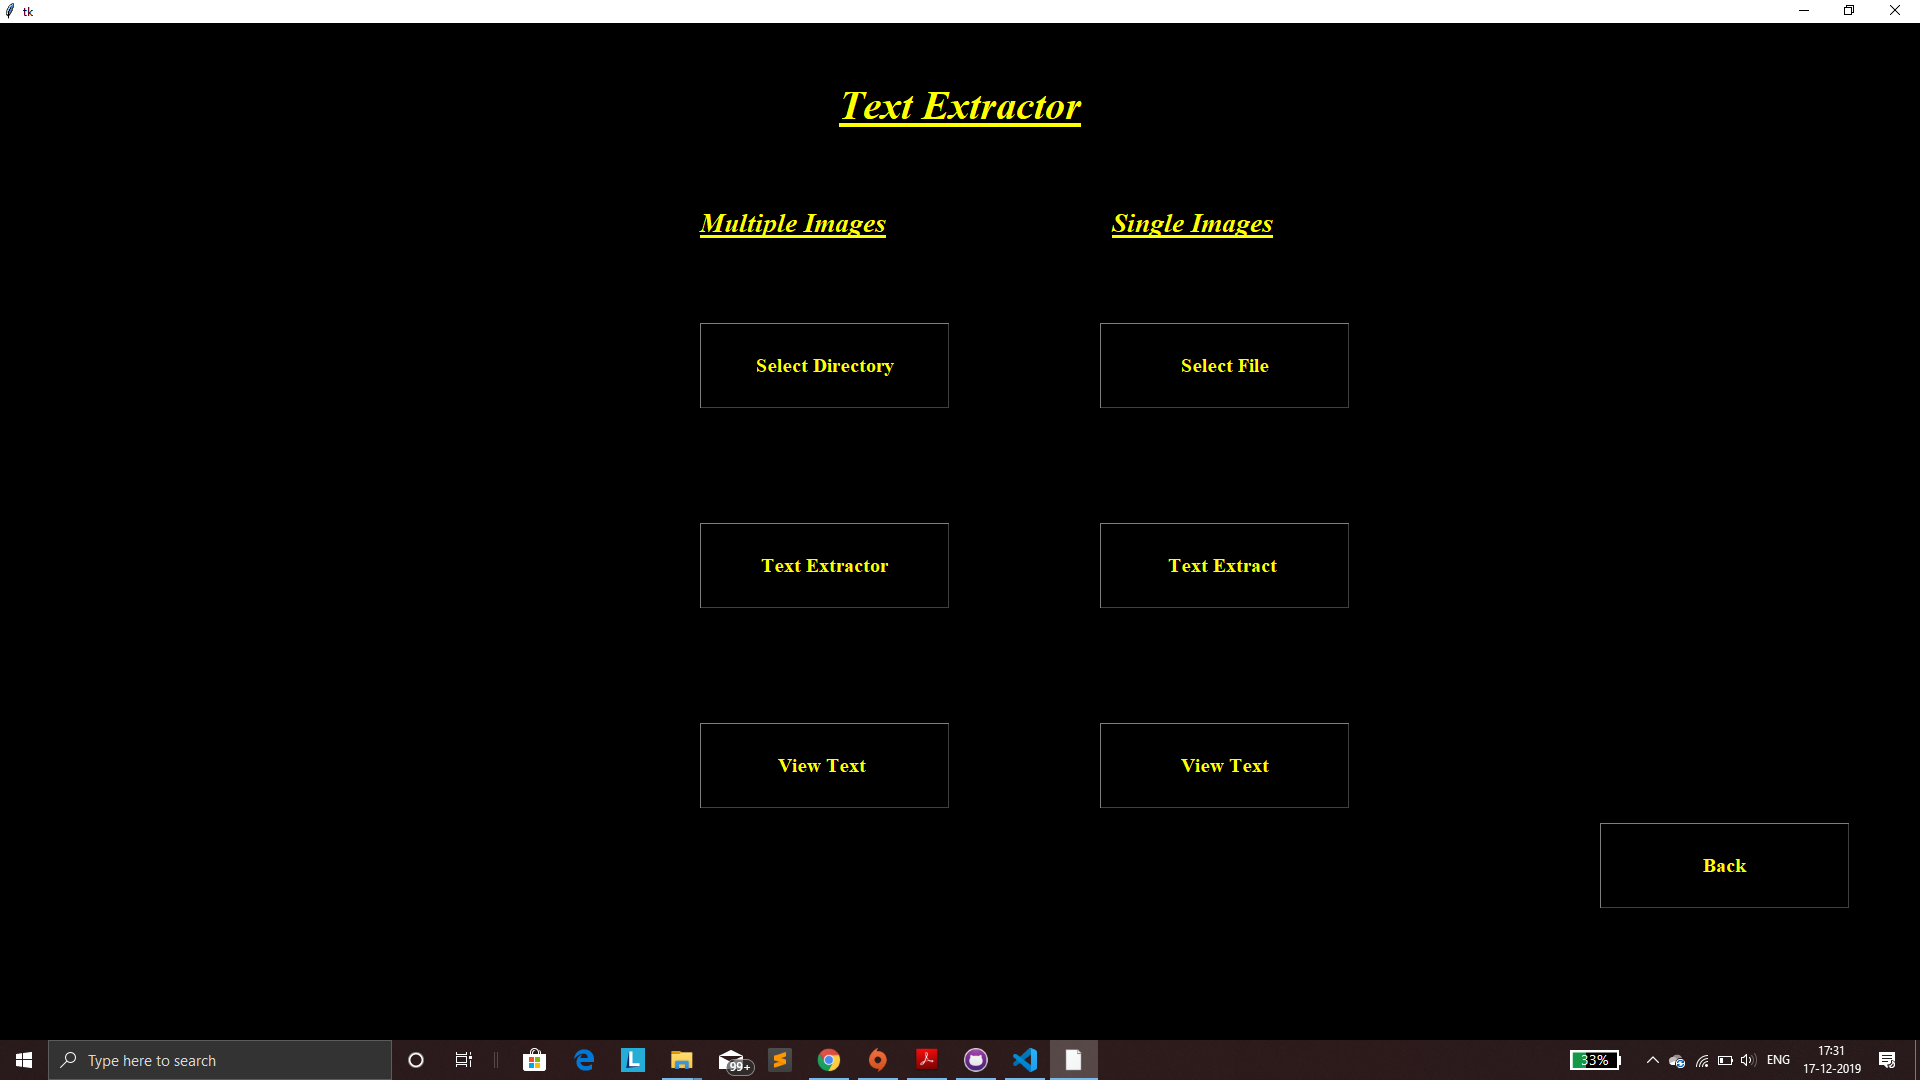 tk
Text Extractor
Multiple Images Single Images
Select Directory Select File
Text Extractor Text Extract
View Text View Text
Back
Type here to search
L
99+
33%
ENG
17:31
17-12-2019